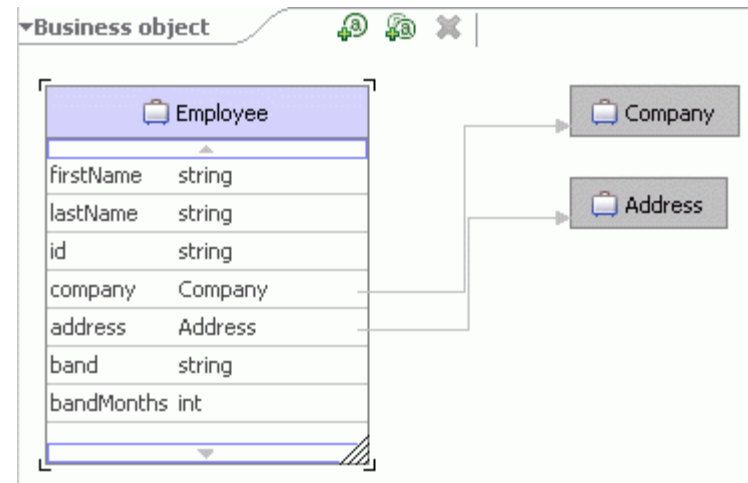 Business object
Employee
Company
firstName string
lastName string
Address
id string
company Company
address Address
band string
bandMonths int